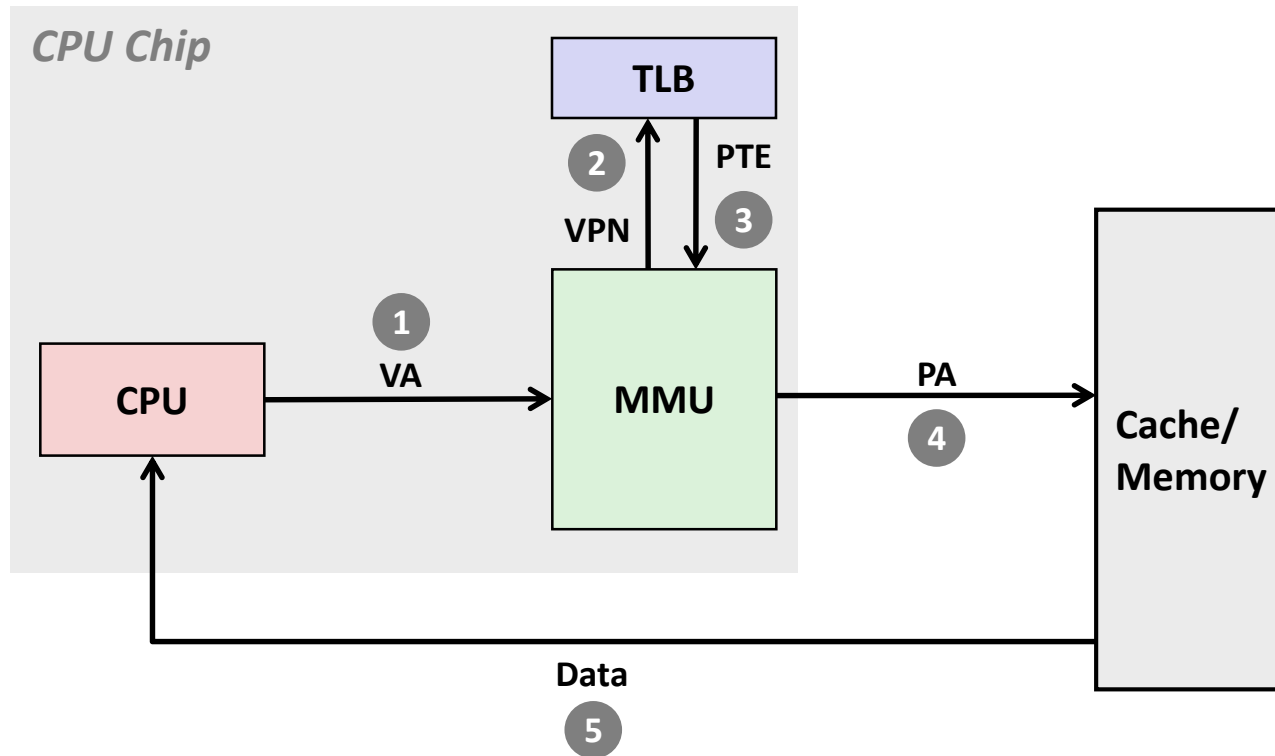 CPU Chip
TLB
2
PTE
3
VPN
1
VA
CPU
MMU
PA
4
Cache/
Memory
Data
5